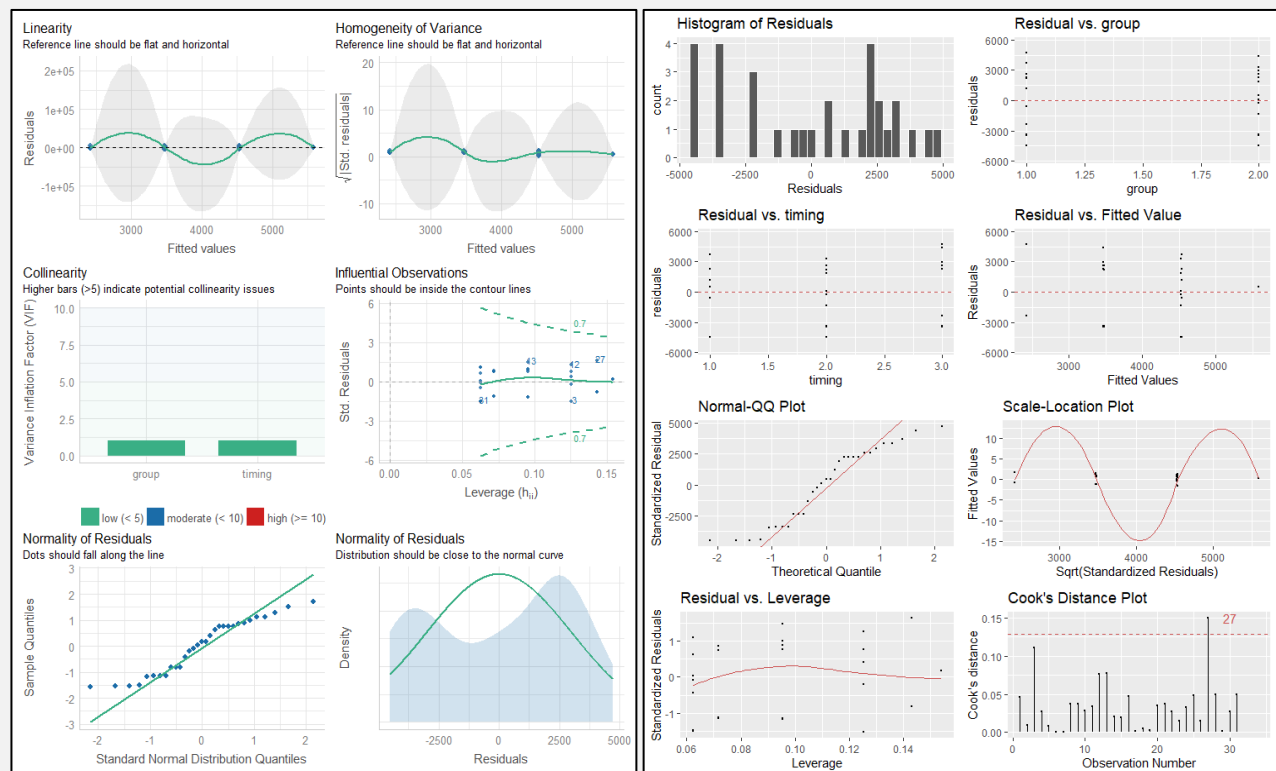 Linearity
Reference line should be flat and horizontal
Residuals
2e+05
1e+05
0e+00
-1e+05
3000 4000 5000
Fitted values
Homogeneity of Variance
Reference line should be flat and horizontal
√|Std. residuals|
20
10
0
-10
3000 4000 5000
Fitted values
Collinearity
Higher bars (>5) indicate potential collinearity issues
Variance Inflation Factor (VIF)
10.0
7.5
5.0
2.5
0.0
group timing
low (< 5) moderate (< 10) high (>= 10)
Influential Observations
Points should be inside the contour lines
Std. Residuals
6
3
0
-3
-6
0.7
13
12
27
31
3
0.7
0.00 0.05 0.10 0.15
Leverage (hii)
Normality of Residuals
Dots should fall along the line
Sample Quantiles
3
2
1
0
-1
-2
-3
-2 -1 0 1 2
Standard Normal Distribution Quantiles
Normality of Residuals
Distribution should be close to the normal curve
Density
-2500 0 2500 5000
Residuals
Histogram of Residuals
count
4
3
2
1
0
-5000 -2500 0 2500 5000
Residuals
Residual vs. group
residuals
6000
3000
0
-3000
-6000
1.00 1.25 1.50 1.75 2.00
group
Residual vs. timing
residuals
6000
3000
0
-3000
-6000
1.0 1.5 2.0 2.5 3.0
timing
Residual vs. Fitted Value
Residuals
6000
3000
0
-3000
-6000
3000 4000 5000
Fitted Values
Normal-QQ Plot
Standardized Residual
5000
2500
0
-2500
-2 -1 0 1 2
Theoretical Quantile
Scale-Location Plot
Fitted Values
10
5
0
-5
-10
-15
3000 4000 5000
Sqrt(Standardized Residuals)
Residual vs. Leverage
Standardized Residual
1
0
-1
0.06 0.08 0.10 0.12 0.14
Leverage
Cook's Distance Plot
Cook's distance
0.15
0.10
0.05
0.00
27
0 10 20 30
Observation Number